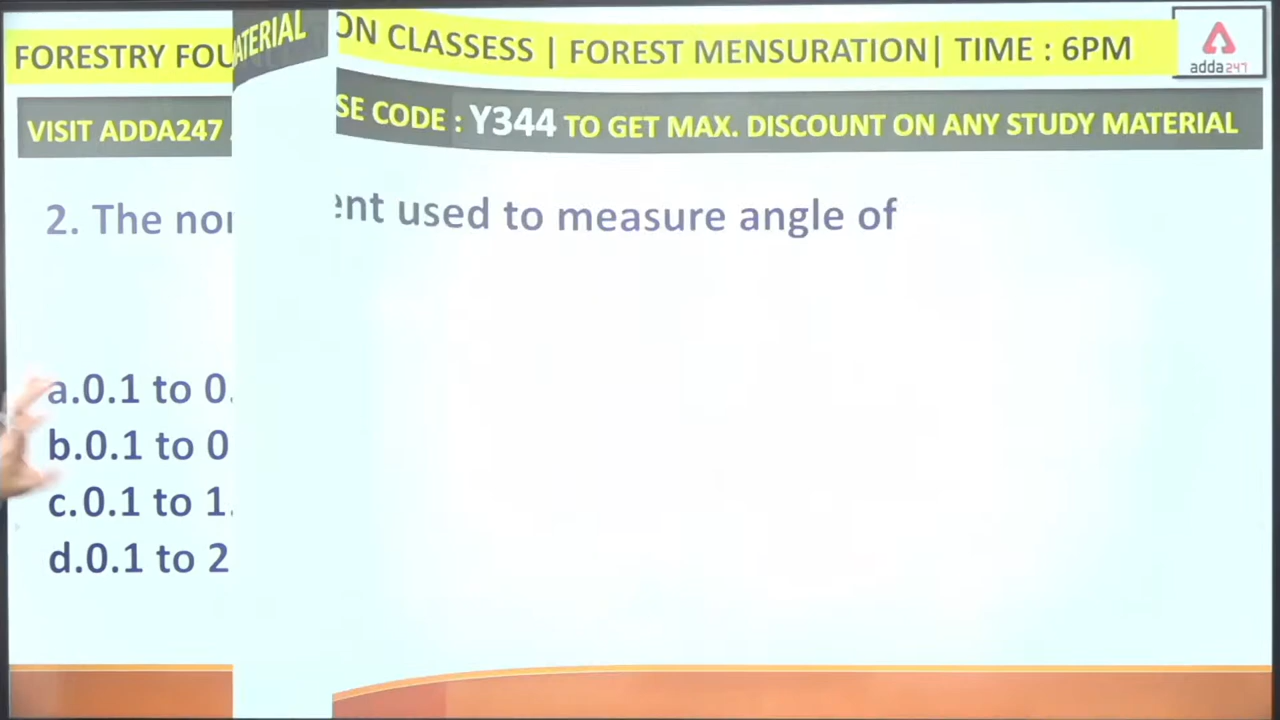 FORESTRY FOU
ATERIAL
ON CLASSESS | FOREST MENSURATION| TIME : 6PM
adda247
VISIT ADDA247
SE CODE : Y344 TO GET MAX. DISCOUNT ON ANY STUDY MATERIAL
2. The nor
ent used to measure angle of
a.0.1 to 0.
b.0.1 to 0
c.0.1 to 1.
d.0.1 to 2